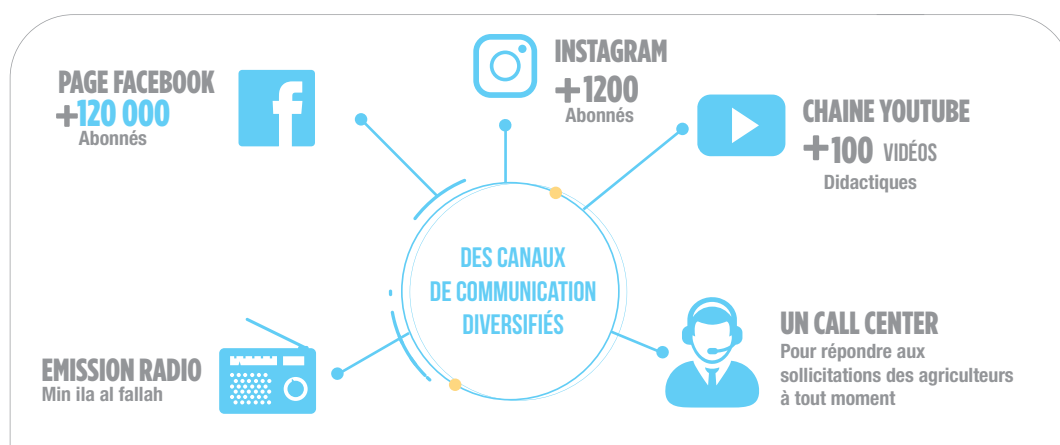 PAGE FACEBOOK
+120 000
Abonnés
INSTAGRAM
+1200
Abonnés
CHAINE YOUTUBE
+100 VIDÉOS
Didactiques
DES CANAUX
DE COMMUNICATION
DIVERSIFIÉS
EMISSION RADIO
Min ila al fallah
UN CALL CENTER
Pour répondre aux
sollicitations des agriculteurs
à tout moment